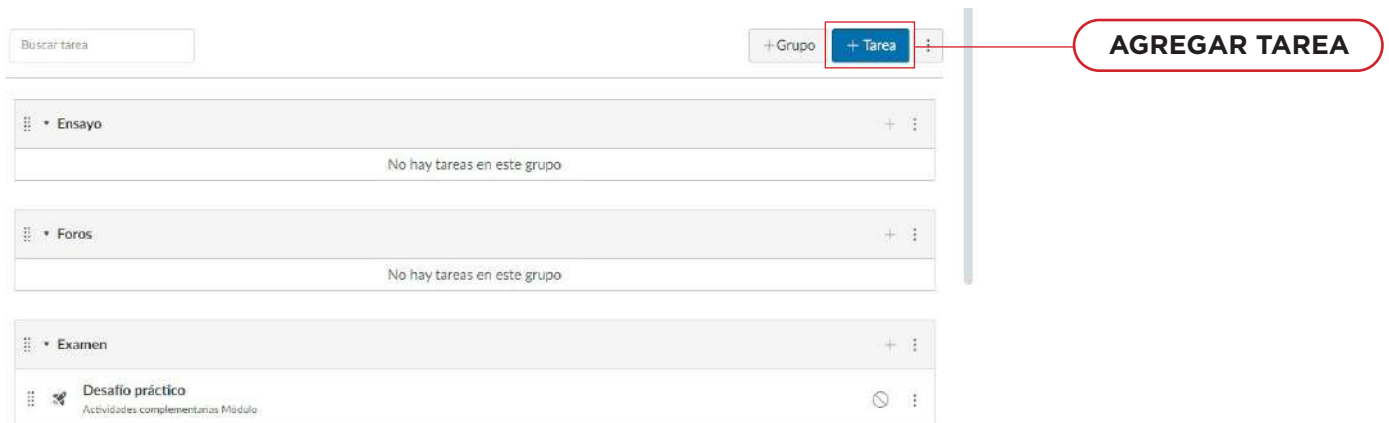 Buscar tarea
+ Grupo
+ Tarea
AGREGAR TAREA
Ensayo
No hay tareas en este grupo
Foros
No hay tareas en este grupo
Examen
Desafío práctico
Actividades complementarias Módulo